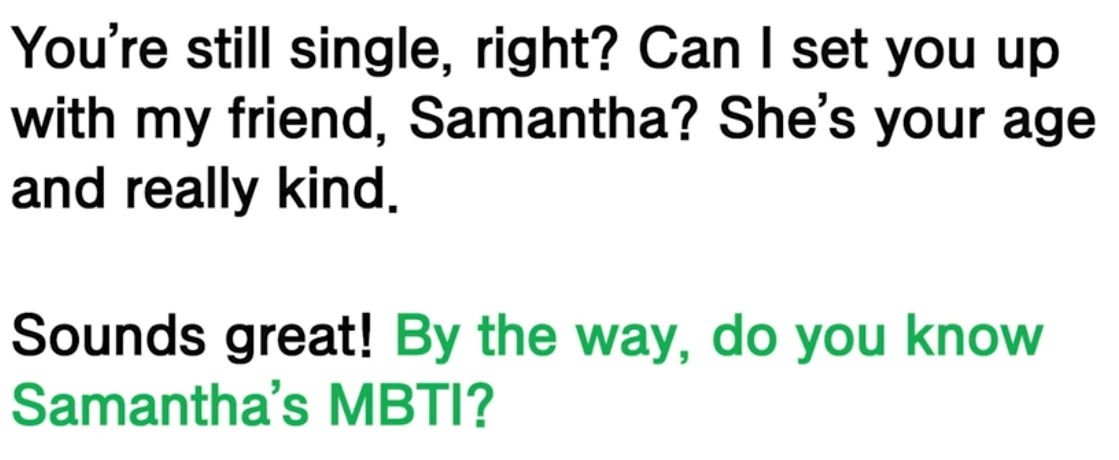 You're still single, right? Can I set you up
with my friend, Samantha? She's your age
and really kind.
Sounds great! By the way, do you know
Samantha's MBTI?